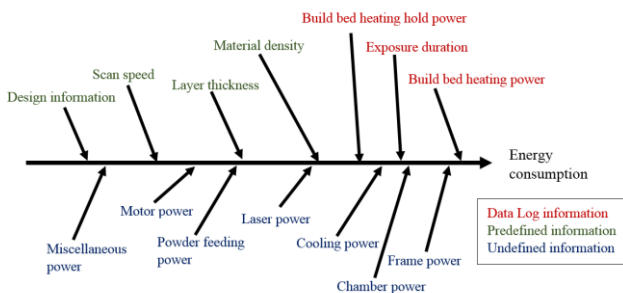 Build bed heating hold power
Material density
Exposure duration
Scan speed
Layer thickness
Build bed heating power
Design information
Energy
consumption
Motor power
Laser power
Miscellaneous
power
Powder feeding
power
Cooling power
Frame power
Chamber power
Data Log information
Predefined information
Undefined information